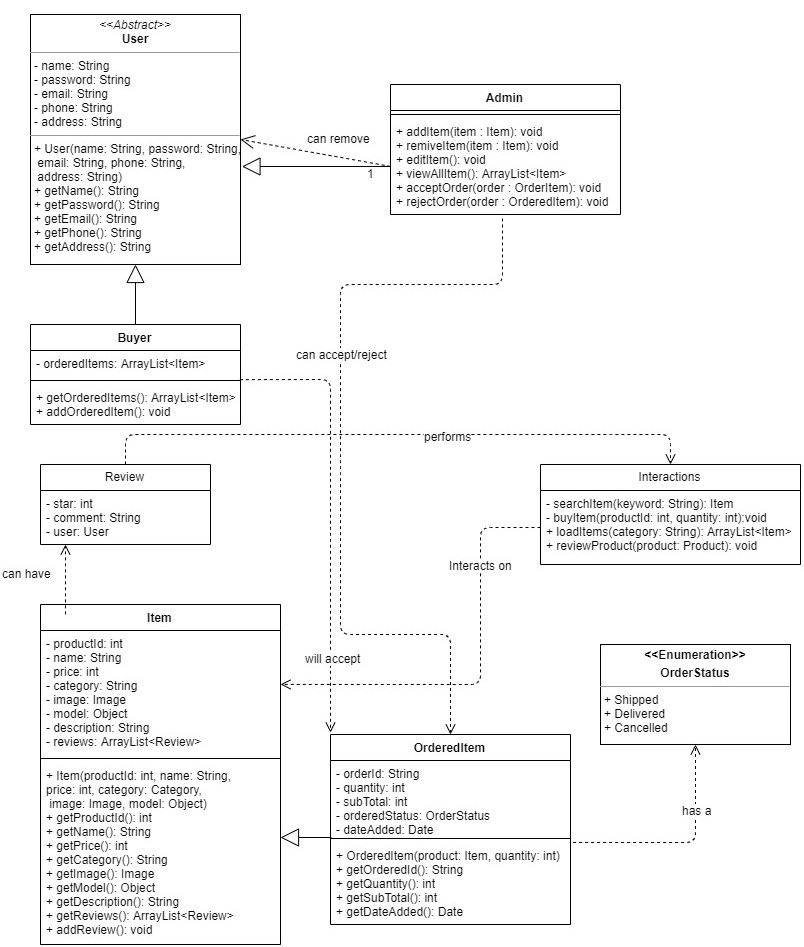 <<Abstract>>
User
- name: String
- password: String
- email: String
- phone: String
- address: String
+ User(name: String, password: String,
email: String, phone: String,
address: String)
+ getName(): String
+ getPassword(): String
+ getEmail(): String
+ getPhone(): String
+ getAddress(): String
can remove
1
Admin
+ addItem(item : Item): void
+ remiveItem(item : Item): void
+ editItem(): void
+ viewAllItem(): ArrayList<Item>
+ acceptOrder(order : OrderItem): void
+ rejectOrder(order : OrderedItem): void
Buyer
- orderedItems: ArrayList<Item>
+ getOrderedItems(): ArrayList<Item>
+ addOrderedItem(): void
can accept/reject
performs
Review
- star: int
- comment: String
- user: User
Interactions
- searchItem(keyword: String): Item
- buyItem(productId: int, quantity: int):void
+ loadItems(category: String): ArrayList<Item>
+ reviewProduct(product: Product): void
can have
Interacts on
Item
- productId: int
- name: String
- price: int
- category: String
- image: Image
- model: Object
- description: String
- reviews: ArrayList<Review>
+ Item(productId: int, name: String,
price: int, category: Category,
image: Image, model: Object)
+ getProductId(): int
+ getName(): String
+ getPrice(): int
+ getCategory(): String
+ getImage(): Image
+ getModel(): Object
+ getDescription(): String
+ getReviews(): ArrayList<Review>
+ addReview(): void
will accept
<<Enumeration>>
OrderStatus
+ Shipped
+ Delivered
+ Cancelled
OrderedItem
- orderId: String
- quantity: int
- subTotal: int
- orderedStatus: OrderStatus
- dateAdded: Date
+ OrderedItem(product: Item, quantity: int)
+ getOrderedId(): String
+ getQuantity(): int
+ getSubTotal(): int
+ getDateAdded(): Date
has a